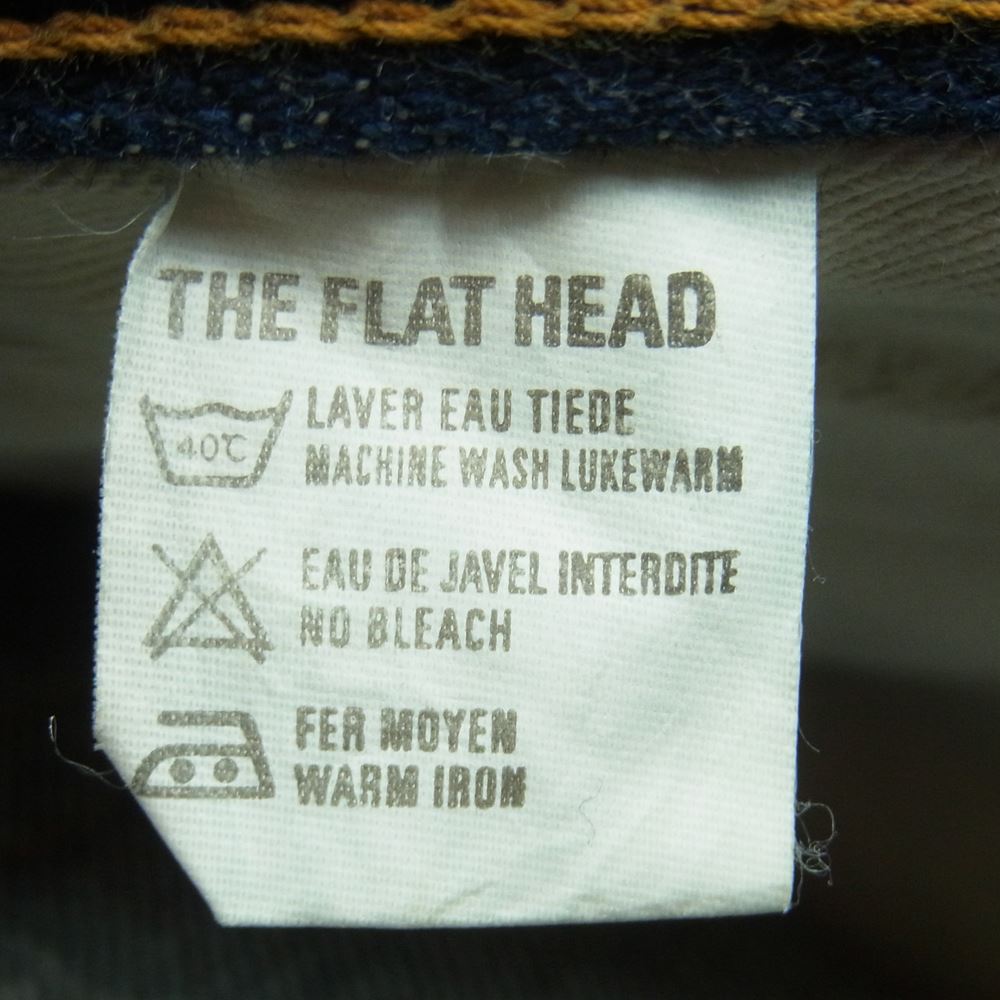 THE FLAT HEAD
40℃
LAVER EAU TIEDE
MACHINE WASH LUKEWARM
EAU DE JAVEL INTERDITE
NO BLEACH
FER MOYEN
WARM IRON